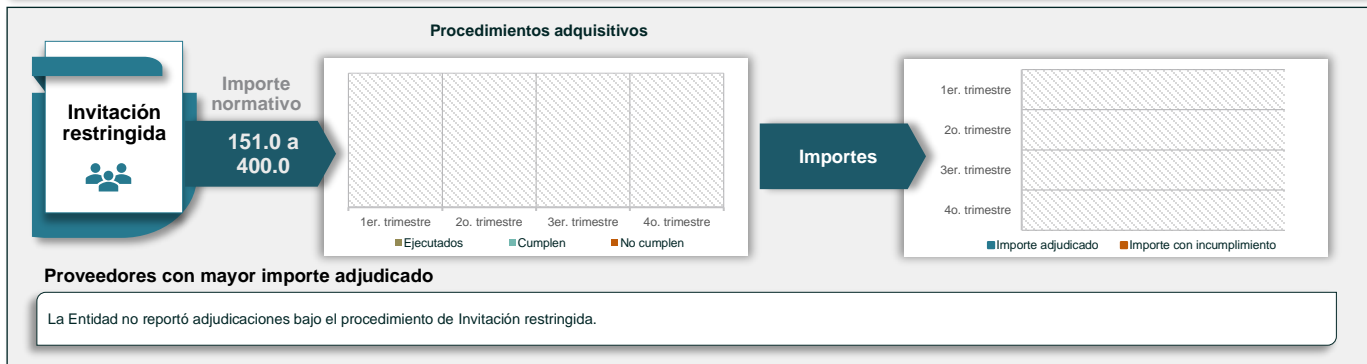 Procedimientos adquisitivos
Invitación
restringida
Importe
normativo
151.0 a
400.0
1er. trimestre
2o. trimestre
3er. trimestre
4o. trimestre
Ejecutados
Cumplen
No cumplen
Importes
1er. trimestre
2o. trimestre
3er. trimestre
4o. trimestre
Importe adjudicado
Importe con incumplimiento
Proveedores con mayor importe adjudicado
La Entidad no reportó adjudicaciones bajo el procedimiento de Invitación restringida.